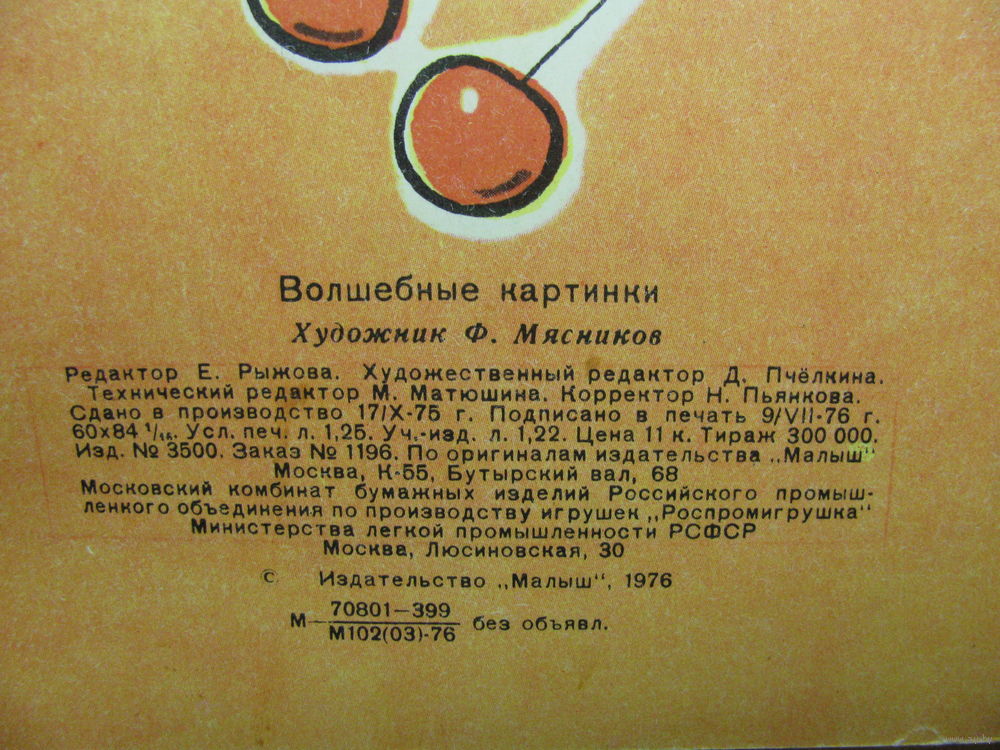 Волшебные картинки
Художник Ф. Мясников
Редактор Е. Рыжова. Художественный редактор Д. Пчёлкина.
Технический редактор М. Матюшина. Корректор Н. Пьянкова.
Сдано в производство 17/X-75 г. Подписано в печать 9/VII-76 г.
60х84 1/16. Усл. печ. л. 1,25. Уч.-изд. л. 1,22. Цена 11 к. Тираж 300 000.
Изд. № 3500. Заказ № 1196. По оригиналам издательства „Малыш“
Москва, К-55, Бутырский вал, 68
Московский комбинат бумажных изделий Российского промыш-
ленного объединения по производству игрушек „Роспромигрушка“
Министерства легкой промышленности РСФСР
Москва, Люсиновская, 30
© Издательство „Малыш“, 1976
70801—399
М— без объявл.
М102(03)-76